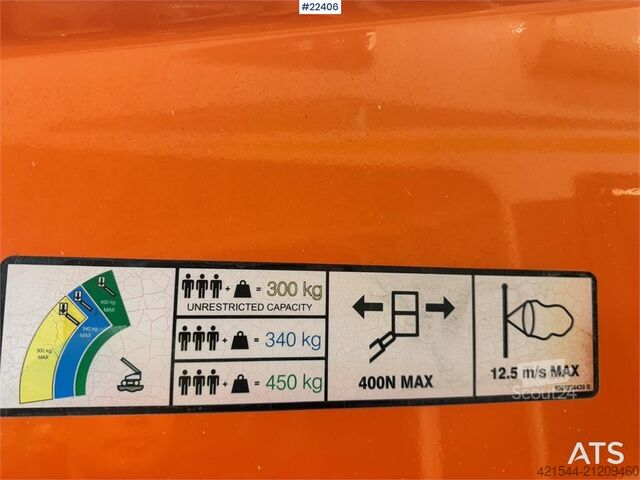 #22406
450 kg
MAX
340 kg
MAX
300 kg
MAX
+ = 300 kg
UNRESTRICTED CAPACITY
+ = 340 kg
+ = 450 kg
400N MAX
12.5 m/s MAX
Scout24
ATS
421544-21209460